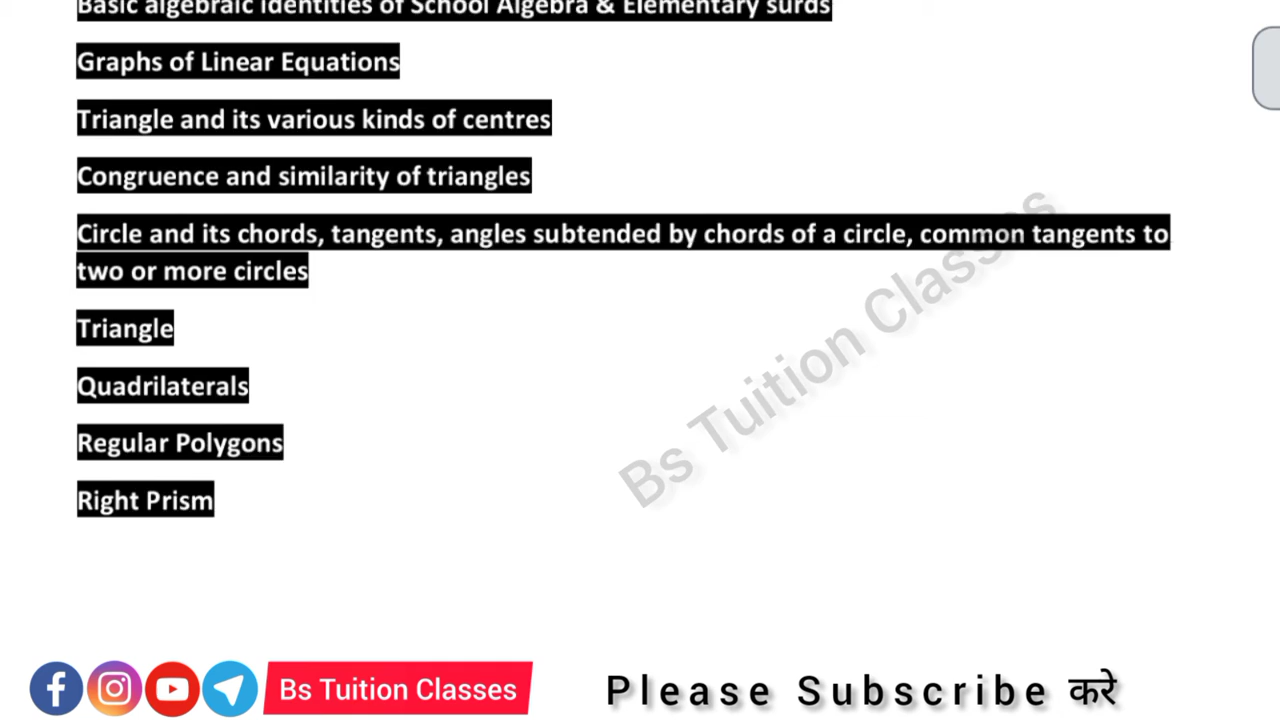 Basic algebraic identities of School Algebra & Elementary surds
Graphs of Linear Equations
Triangle and its various kinds of centres
Congruence and similarity of triangles
Circle and its chords, tangents, angles subtended by chords of a circle, common tangents to
two or more circles
Triangle
Quadrilaterals
Regular Polygons
Right Prism
Bs Tuition Classes
Bs Tuition Classes
Please Subscribe करे